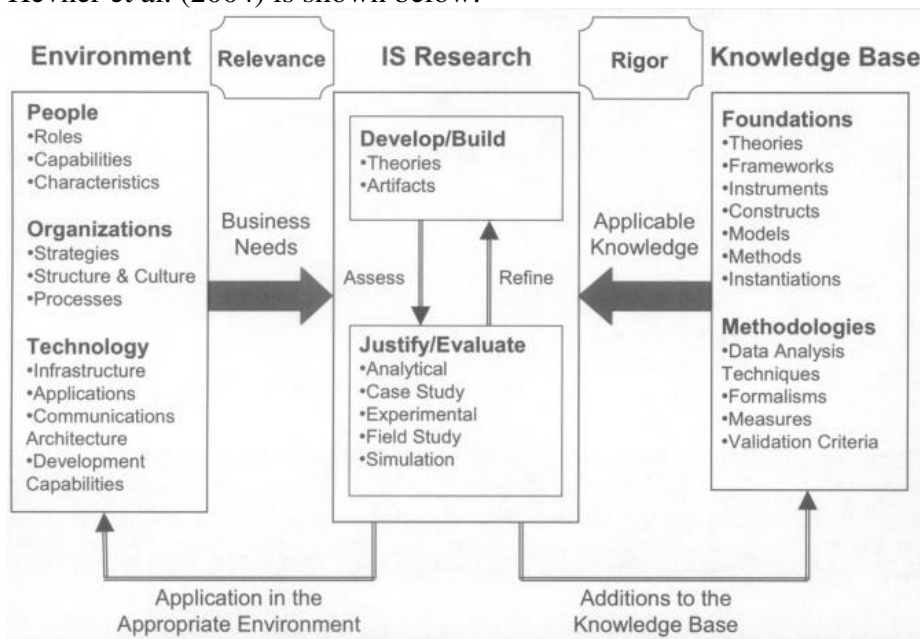 Hevner et al. (2004) is shown below:
Environment
Relevance
IS Research
Rigor
Knowledge Base
People
•Roles
•Capabilities
•Characteristics
Organizations
•Strategies
•Structure & Culture
•Processes
Technology
•Infrastructure
•Applications
•Communications
Architecture
•Development
Capabilities
Business
Needs
Develop/Build
•Theories
•Artifacts
Assess
Refine
Justify/Evaluate
•Analytical
•Case Study
•Experimental
•Field Study
•Simulation
Applicable
Knowledge
Foundations
•Theories
•Frameworks
•Instruments
•Constructs
•Models
•Methods
•Instantiations
Methodologies
•Data Analysis
Techniques
•Formalisms
•Measures
•Validation Criteria
Application in the
Appropriate Environment
Additions to the
Knowledge Base